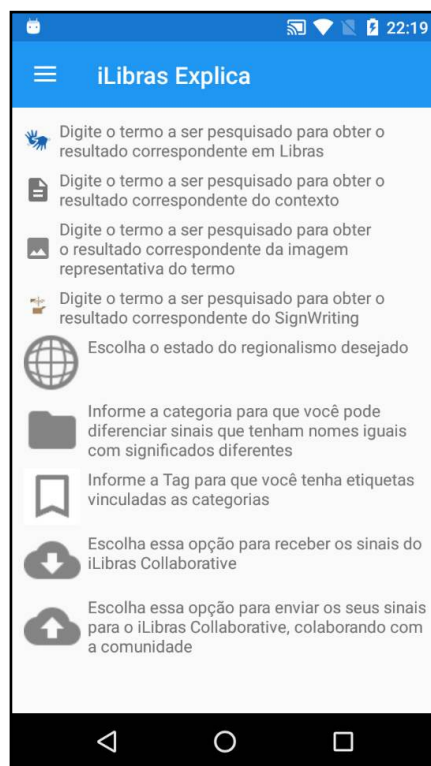 22:19
iLibras Explica
Digite o termo a ser pesquisado para obter o
resultado correspondente em Libras
Digite o termo a ser pesquisado para obter o
resultado correspondente do contexto
Digite o termo a ser pesquisado para obter
o resultado correspondente da imagem
representativa do termo
Digite o termo a ser pesquisado para obter o
resultado correspondente do SignWriting
Escolha o estado do regionalismo desejado
Informe a categoria para que você pode
diferenciar sinais que tenham nomes iguais
com significados diferentes
Informe a Tag para que você tenha etiquetas
vinculadas as categorias
Escolha essa opção para receber os sinais do
iLibras Collaborative
Escolha essa opção para enviar os seus sinais
para o iLibras Collaborative, colaborando com
a comunidade